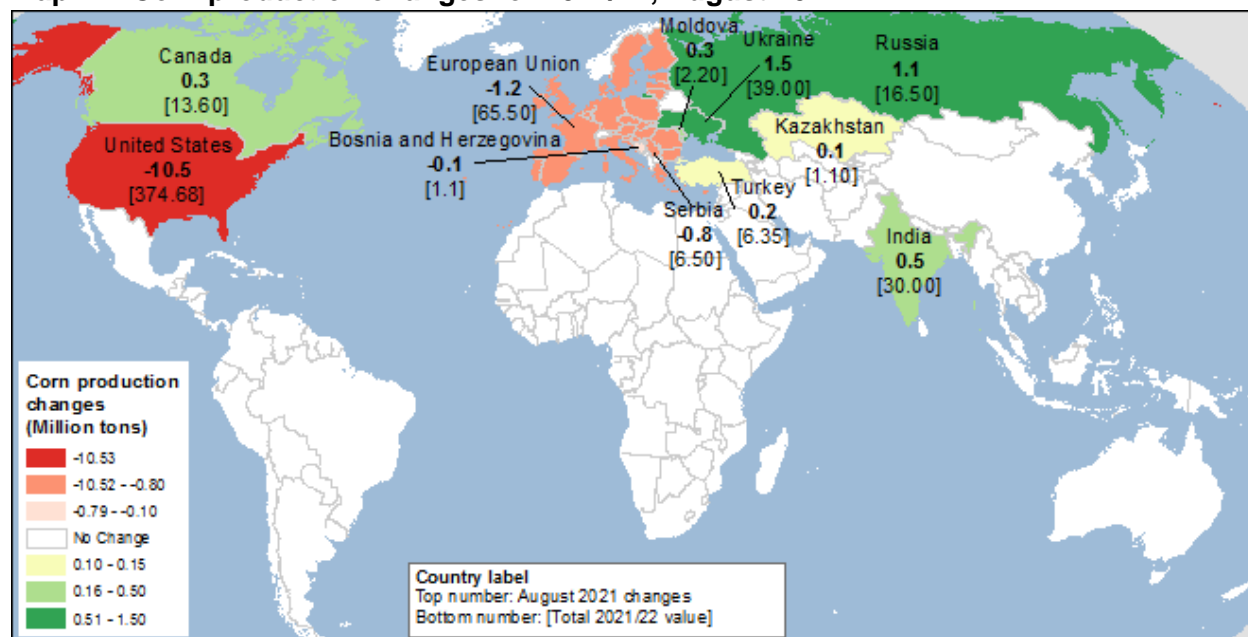 Corn production changes August
Canada
0.3
[13.60]
United States
-10.5
[374.68]
European Union
-1.2
[65.50]
Bosnia and Herzegovina
-0.1
[1.1]
Moldova
0.3
[2.20]
Ukraine
1.5
[39.00]
Russia
1.1
[16.50]
Kazakhstan
0.1
[1.10]
Turkey
0.2
[6.35]
Serbia
-0.8
[6.50]
India
0.5
[30.00]
Corn production
changes
(Million tons)
-10.53
-10.52 - -0.80
-0.79 - -0.10
No Change
0.10 - 0.15
0.16 - 0.50
0.51 - 1.50
Country label
Top number: August 2021 changes
Bottom number: [Total 2021/22 value]